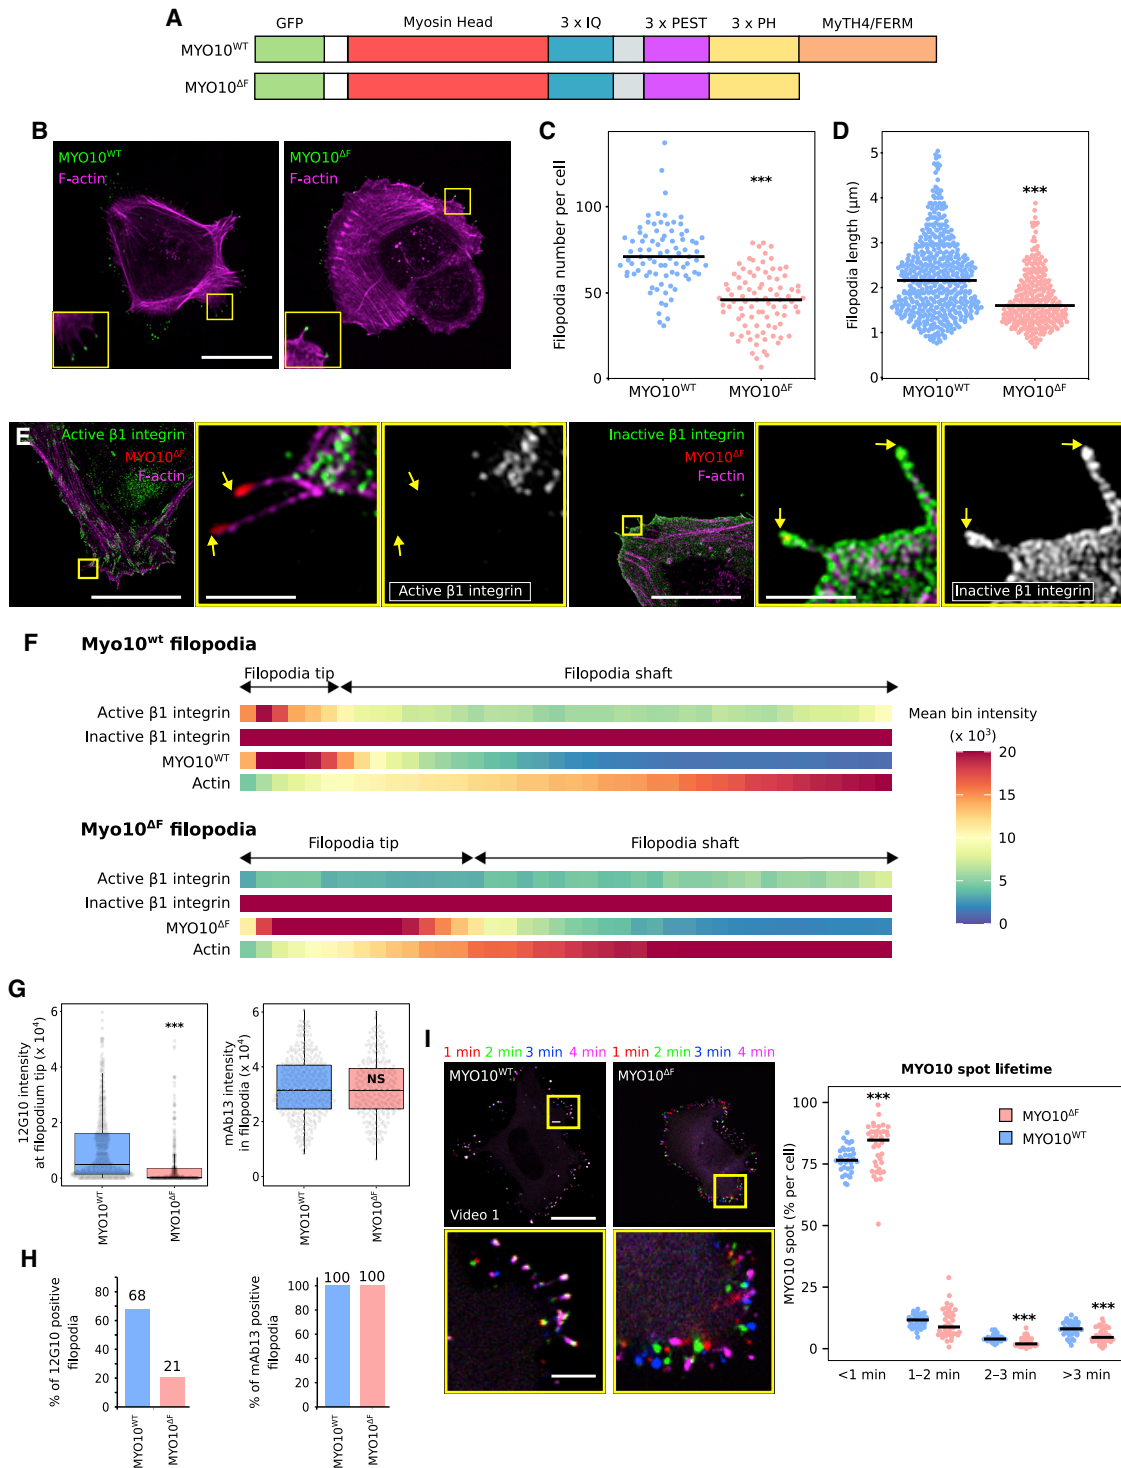 A
GFP Myosin Head 3 x IQ 3 x PEST 3 x PH MyTH4/FERM
MYO10WT
MYO10ΔF
B
MYO10WT
F-actin
MYO10ΔF
F-actin
C
Filopodia number per cell
100
50
0
***
MYO10WT MYO10ΔF
D
Filopodia length (µm)
5
4
3
2
1
0
***
MYO10WT MYO10ΔF
E
Active β1 integrin
MYO10ΔF
F-actin
Active β1 integrin
Inactive β1 integrin
MYO10ΔF
F-actin
Inactive β1 integrin
F
Myo10wt filopodia
Filopodia tip Filopodia shaft
Active β1 integrin
Inactive β1 integrin
MYO10WT
Actin
Myo10ΔF filopodia
Filopodia tip Filopodia shaft
Active β1 integrin
Inactive β1 integrin
MYO10ΔF
Actin
Mean bin intensity
(x 10³)
20
15
10
5
0
G
12G10 intensity
at filopodium tip (x 10⁴)
6
4
2
0
***
MYO10WT
MYO10ΔF
mAb13 intensity
in filopodia (x 10⁴)
6
4
2
0
NS
MYO10WT
MYO10ΔF
H
% of 12G10 positive
filopodia
80
60
40
20
0
68
21
MYO10WT
MYO10ΔF
% of mAb13 positive
filopodia
100
80
60
40
20
0
100 100
MYO10WT
MYO10ΔF
I
1 min 2 min 3 min 4 min 1 min 2 min 3 min 4 min
MYO10WT
MYO10ΔF
Video 1
MYO10 spot lifetime
MYO10 spot (% per cell)
100
75
50
25
0
***
MYO10ΔF
MYO10WT
***
***
<1 min 1–2 min 2–3 min >3 min